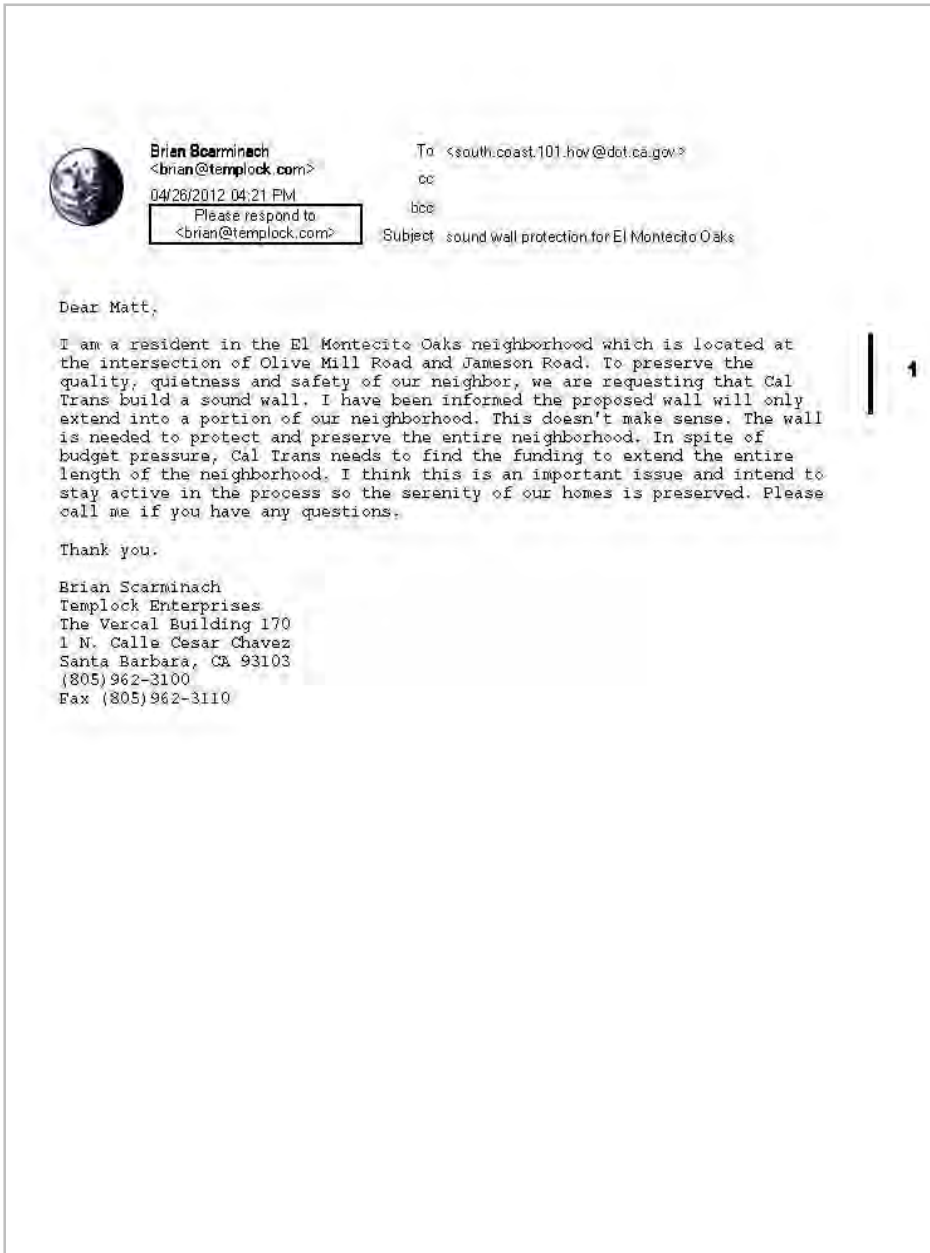 Brian Scarminach
<brian@templock.com>
04/26/2012 04:21 PM
Please respond to
<brian@templock.com>
To <south.coast.101.hov@dot.ca.gov>
cc
bcc
Subject sound wall protection for El Montecito Oaks
Dear Matt,
I am a resident in the El Montecito Oaks neighborhood which is located at
the intersection of Olive Mill Road and Jameson Road. To preserve the
quality, quietness and safety of our neighbor, we are requesting that Cal
Trans build a sound wall. I have been informed the proposed wall will only
extend into a portion of our neighborhood. This doesn't make sense. The wall
is needed to protect and preserve the entire neighborhood. In spite of
budget pressure, Cal Trans needs to find the funding to extend the entire
length of the neighborhood. I think this is an important issue and intend to
stay active in the process so the serenity of our homes is preserved. Please
call me if you have any questions.
1
Thank you.
Brian Scarminach
Templock Enterprises
The Vercal Building 170
1 N. Calle Cesar Chavez
Santa Barbara, CA 93103
(805)962-3100
Fax (805)962-3110